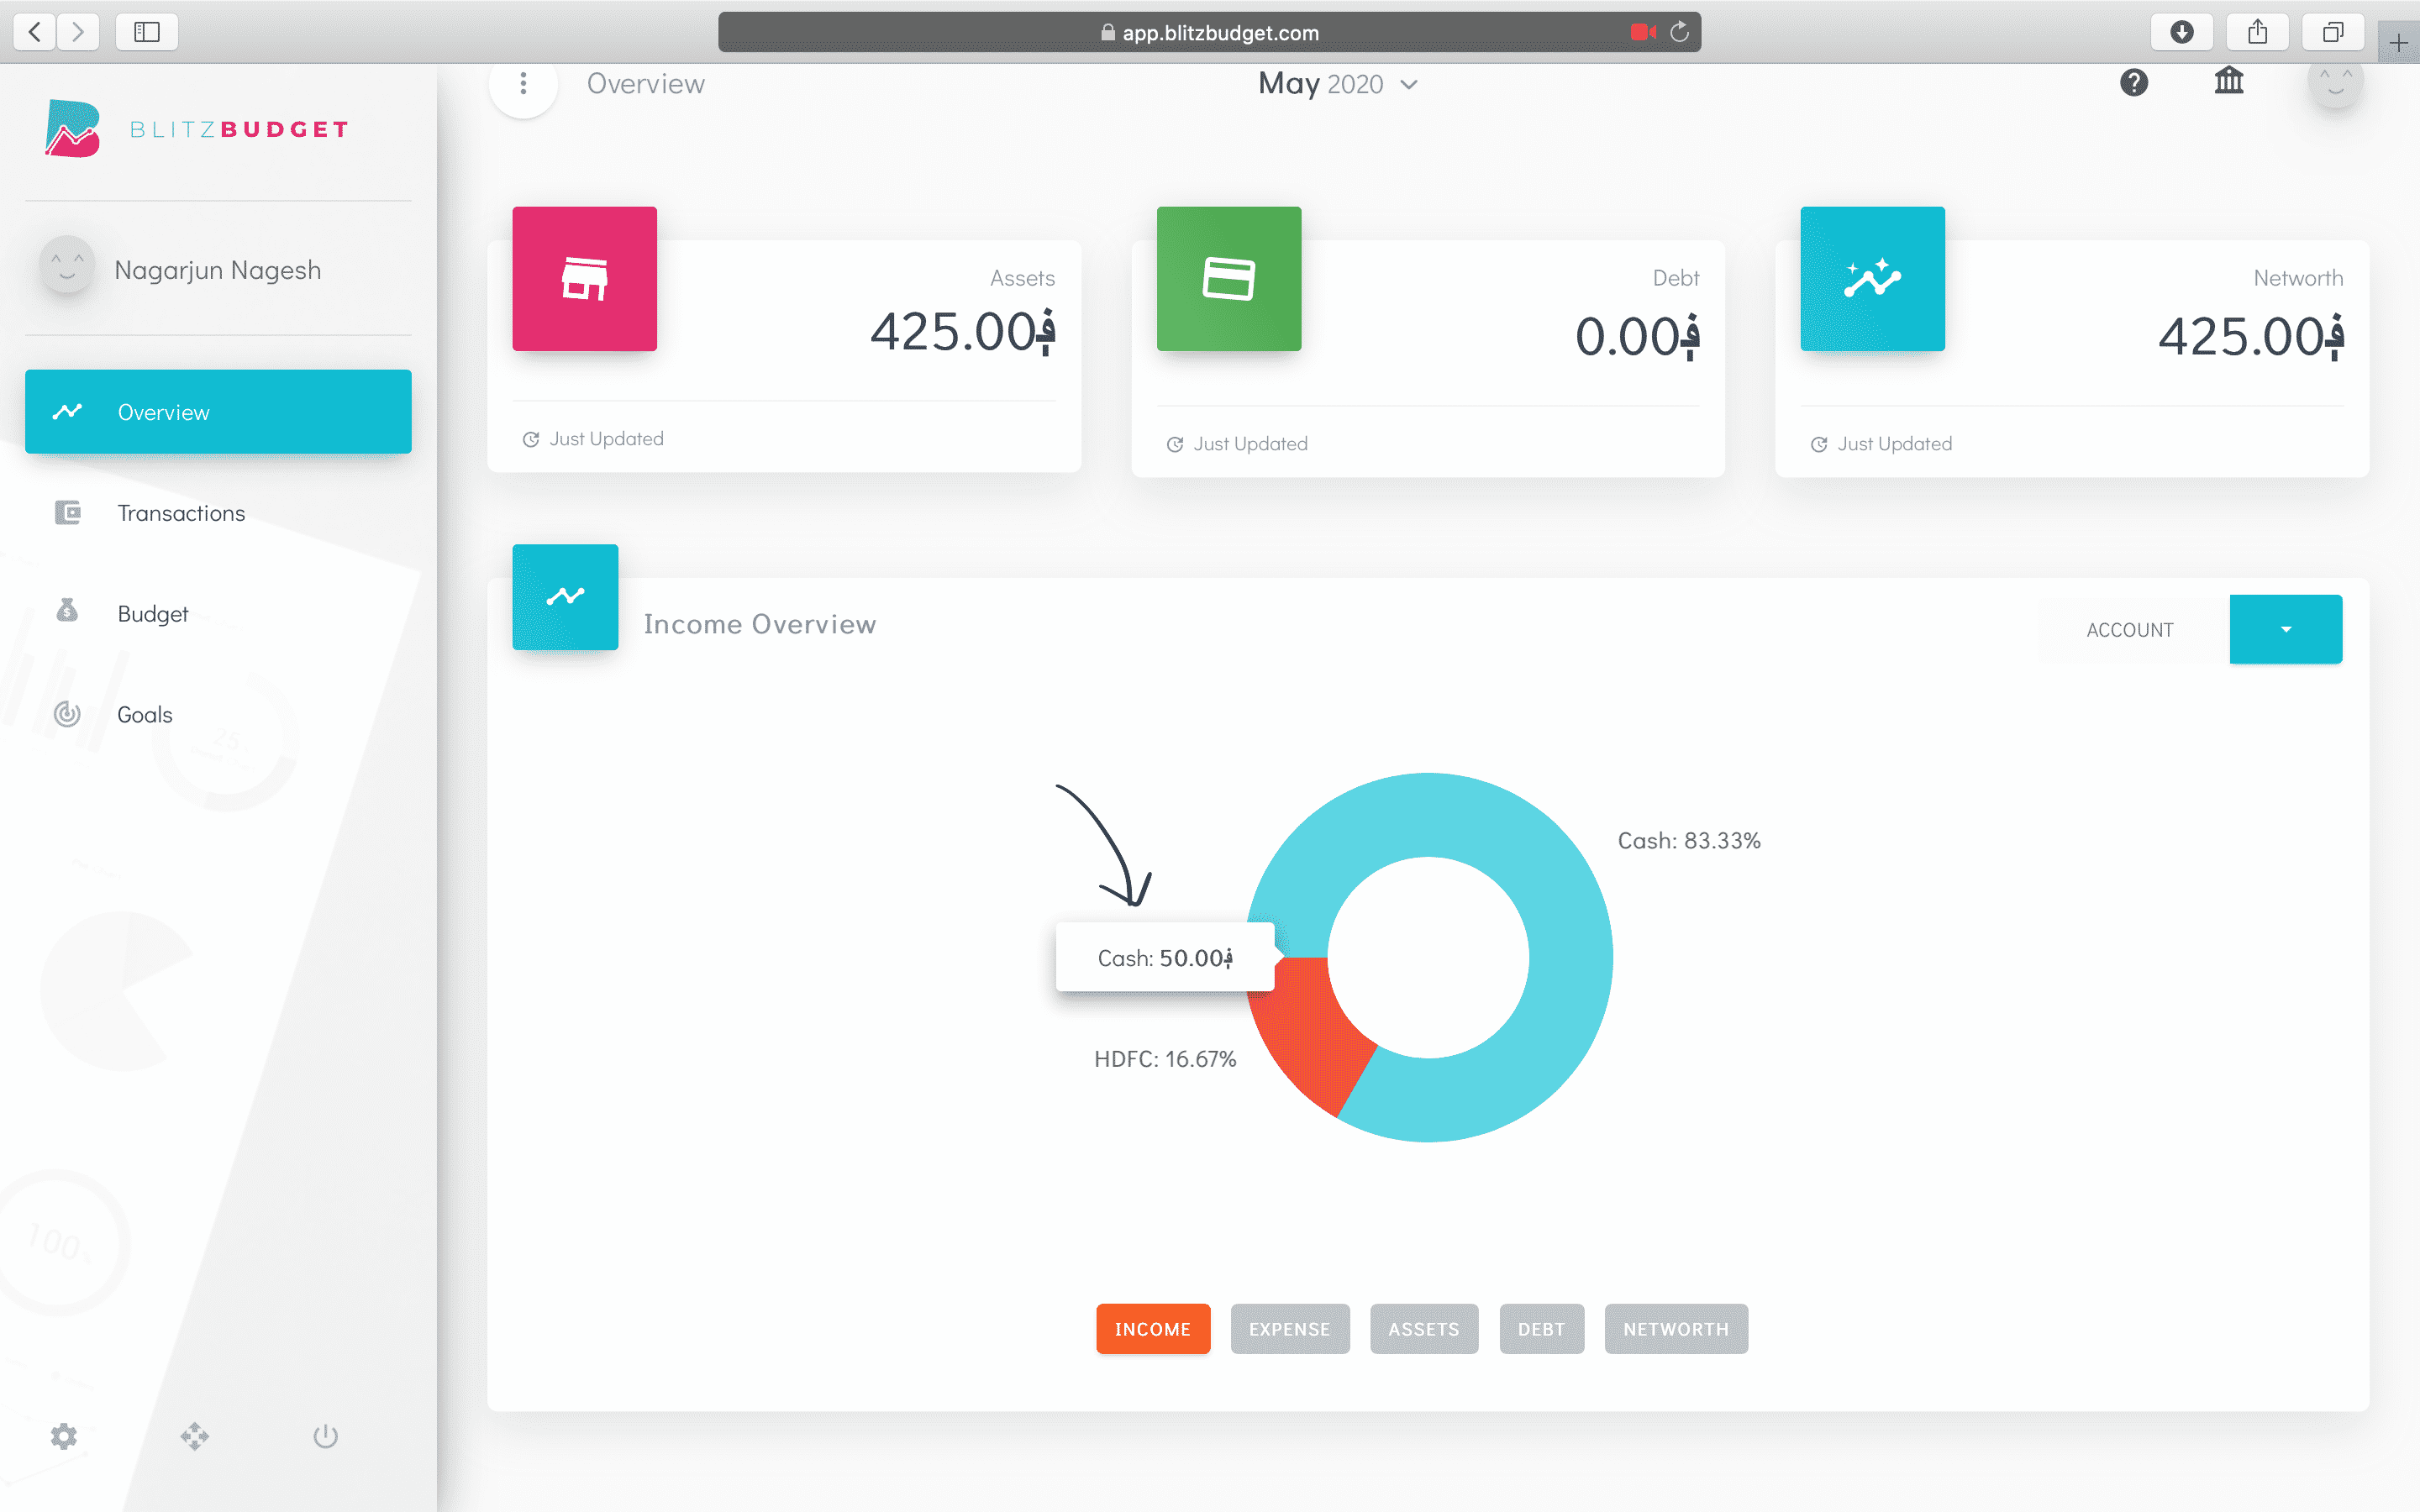 app.blitzbudget.com
BLITZBUDGET
Overview
May 2020
Nagarjun Nagesh
Overview
Transactions
Budget
Goals
Assets
425.00؋
Just Updated
Debt
0.00؋
Just Updated
Networth
425.00؋
Just Updated
Income Overview
ACCOUNT
Cash: 83.33%
Cash: 50.00؋
HDFC: 16.67%
INCOME
EXPENSE
ASSETS
DEBT
NETWORTH
25
100%